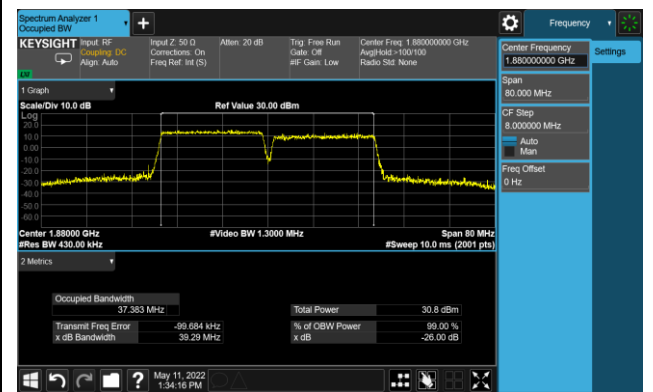 Spectrum Analyzer 1
Occupied BW
Frequency
KEYSIGHT
Input: RF
Coupling: DC
Align: Auto
Input Z: 50 Ω
Corrections: On
Freq Ref: Int (S)
Atten: 20 dB
Trig: Free Run
Gate: Off
#IF Gain: Low
Center Freq: 1.880000000 GHz
Avg|Hold:>100/100
Radio Std: None
Center Frequency
1.880000000 GHz
Settings
Span
80.000 MHz
CF Step
8.000000 MHz
Auto
Man
Freq Offset
0 Hz
1 Graph
Scale/Div 10.0 dB
Ref Value 30.00 dBm
Log
20.0
10.0
0.00
-10.0
-20.0
-30.0
-40.0
-50.0
-60.0
Center 1.88000 GHz
#Video BW 1.3000 MHz
Span 80 MHz
#Res BW 430.00 kHz
#Sweep 10.0 ms (2001 pts)
2 Metrics
Occupied Bandwidth
37.383 MHz
Total Power
30.8 dBm
Transmit Freq Error
-99.684 kHz
% of OBW Power
99.00 %
x dB Bandwidth
39.29 MHz
x dB
-26.00 dB
May 11, 2022
1:34:16 PM